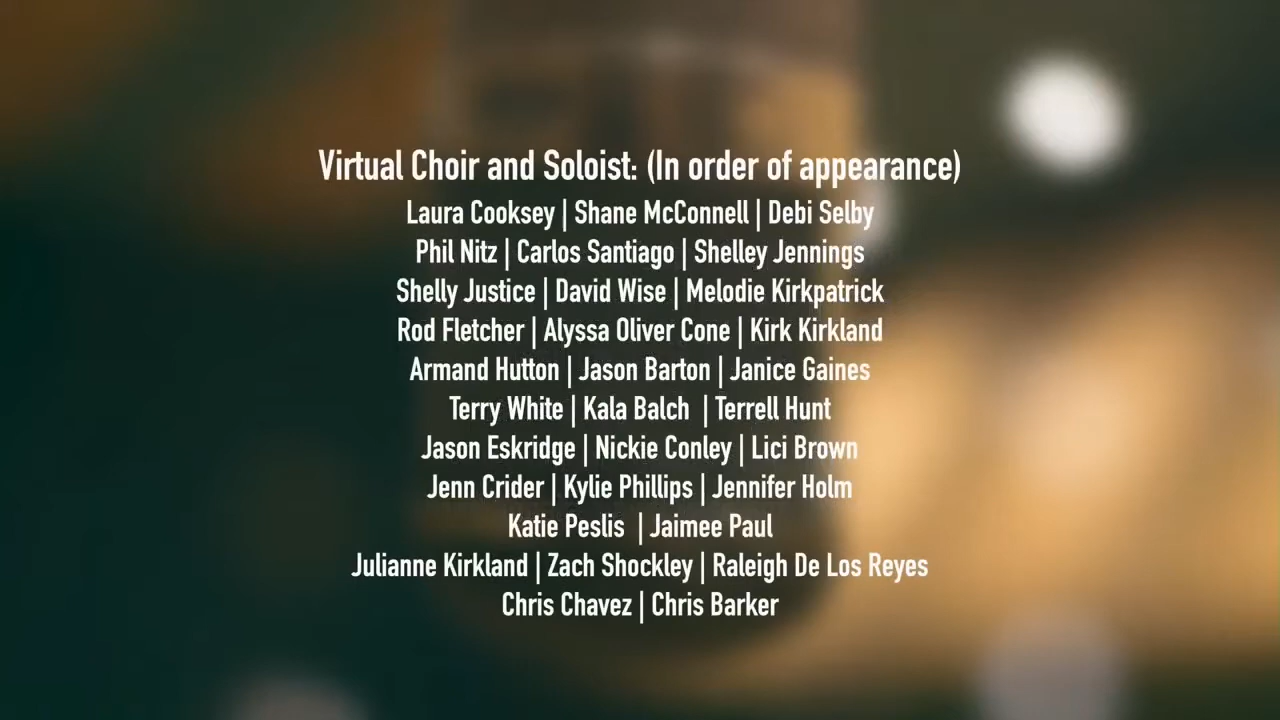 Virtual Choir and Soloist: (In order of appearance)
Laura Cooksey | Shane McConnell | Debi Selby
Phil Nitz | Carlos Santiago | Shelley Jennings
Shelly Justice | David Wise | Melodie Kirkpatrick
Rod Fletcher | Alyssa Oliver Cone | Kirk Kirkland
Armand Hutton | Jason Barton | Janice Gaines
Terry White | Kala Balch | Terrell Hunt
Jason Eskridge | Nickie Conley | Lici Brown
Jenn Crider | Kylie Phillips | Jennifer Holm
Katie Peslis | Jaimee Paul
Julianne Kirkland | Zach Shockley | Raleigh De Los Reyes
Chris Chavez | Chris Barker